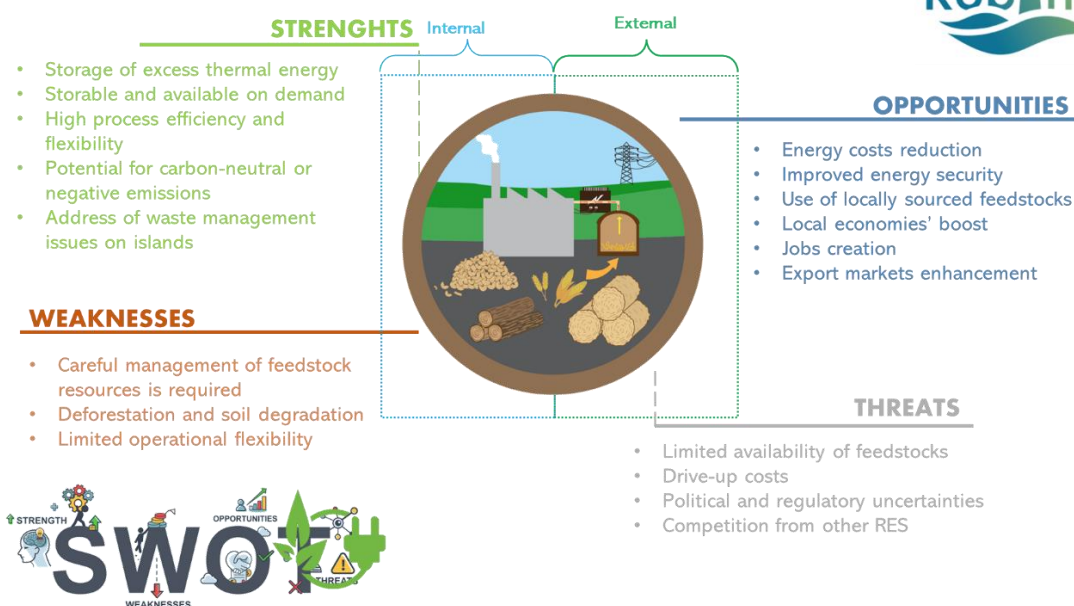 STRENGHTS
Internal
External
• Storage of excess thermal energy
• Storable and available on demand
• High process efficiency and
flexibility
• Potential for carbon-neutral or
negative emissions
• Address of waste management
issues on islands
OPPORTUNITIES
• Energy costs reduction
• Improved energy security
• Use of locally sourced feedstocks
• Local economies’ boost
• Jobs creation
• Export markets enhancement
WEAKNESSES
• Careful management of feedstock
resources is required
• Deforestation and soil degradation
• Limited operational flexibility
THREATS
• Limited availability of feedstocks
• Drive-up costs
• Political and regulatory uncertainties
• Competition from other RES
STRENGTH
OPPORTUNITIES
SWOT
THREATS
WEAKNESSES